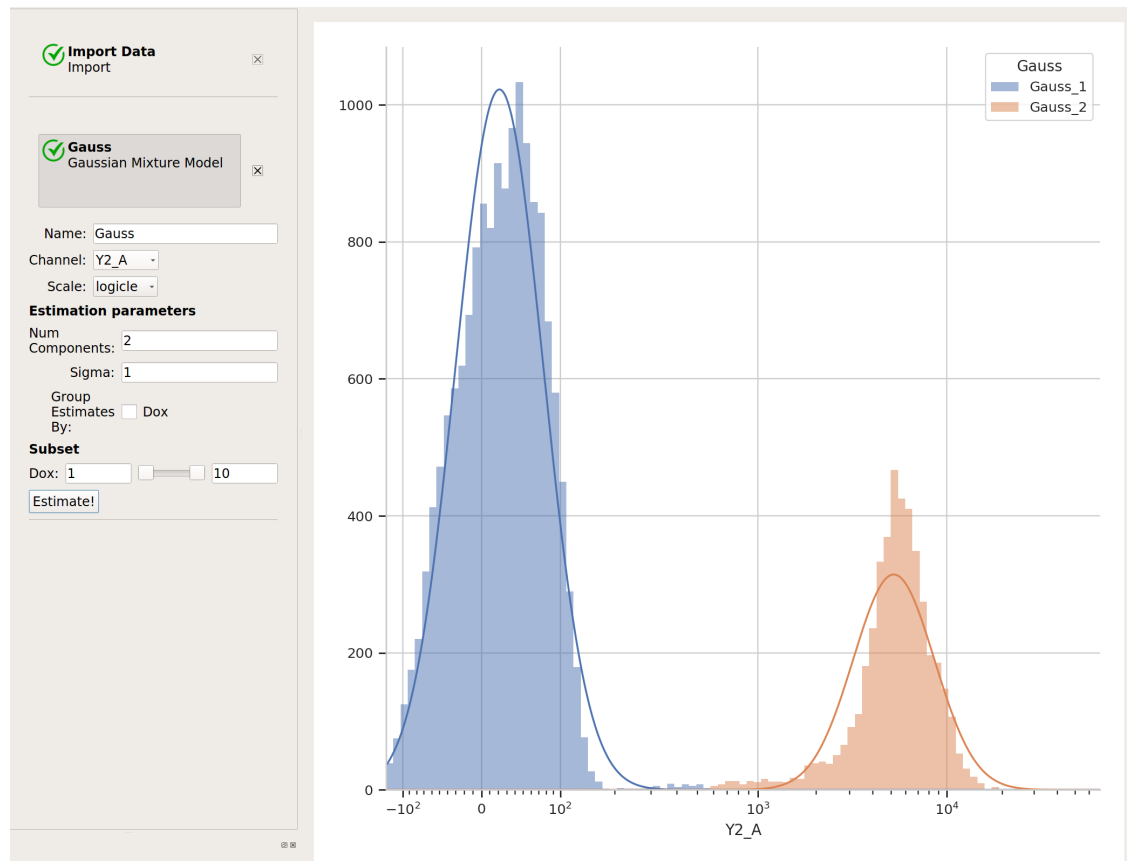 Import Data
Import
Gauss
Gaussian Mixture Model
Name: Gauss
Channel: Y2_A
Scale: logicle
Estimation parameters
Num
Components: 2
Sigma: 1
Group
Estimates
By:
Dox
Subset
Dox: 1 10
Estimate!
Gauss
Gauss_1
Gauss_2
1000
800
600
400
200
0
−10² 0 10² 10³ 10⁴
Y2_A